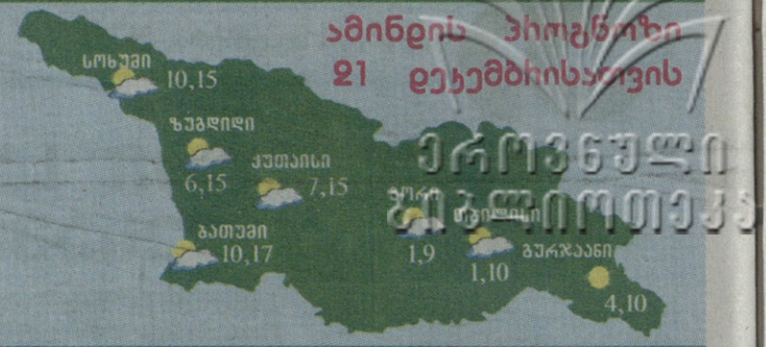 ამინდის პროგნოზი
21 დეკემბრისათვის
სოხუმი
10,15
ზუგდიდი
6,15
ქუთაისი
7,15
ბათუმი
10,17
გორი
1,9
თბილისი
1,10
გურჯაანი
4,10
ეროვნული
ბიბლიოთეკა